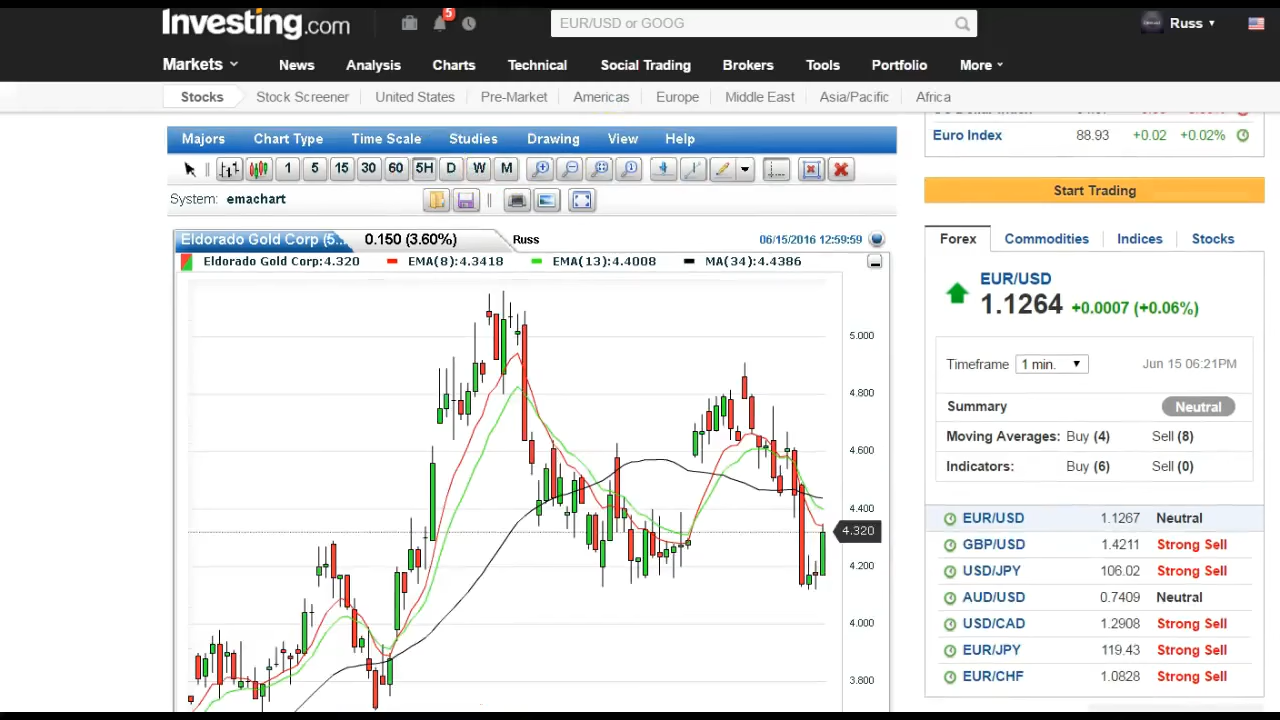 Investing.com
5
EUR/USD or GOOG
Russ
Markets News Analysis Charts Technical Social Trading Brokers Tools Portfolio More
Stocks Stock Screener United States Pre-Market Americas Europe Middle East Asia/Pacific Africa
Majors Chart Type Time Scale Studies Drawing View Help
1 5 15 30 60 5H D W M
System: emachart
Eldorado Gold Corp (5... 0.150 (3.60%) Russ 06/15/2016 12:59:59
Eldorado Gold Corp:4.320 EMA(8):4.3418 EMA(13):4.4008 MA(34):4.4386
5.000
4.800
4.600
4.400
4.320
4.200
4.000
3.800
Euro Index 88.93 +0.02 +0.02%
Start Trading
Forex Commodities Indices Stocks
EUR/USD
1.1264 +0.0007 (+0.06%)
Timeframe 1 min. Jun 15 06:21PM
Summary Neutral
Moving Averages: Buy (4) Sell (8)
Indicators: Buy (6) Sell (0)
EUR/USD 1.1267 Neutral
GBP/USD 1.4211 Strong Sell
USD/JPY 106.02 Strong Sell
AUD/USD 0.7409 Neutral
USD/CAD 1.2908 Strong Sell
EUR/JPY 119.43 Strong Sell
EUR/CHF 1.0828 Strong Sell